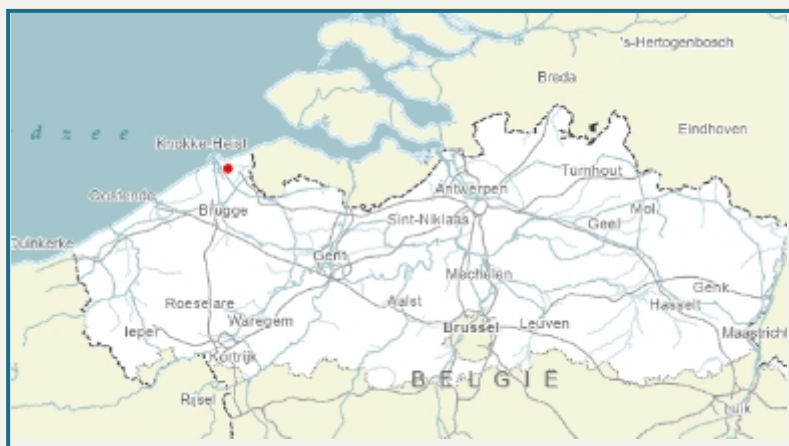 's-Hertogenbosch
Breda
Eindhoven
d z e e
Knokke-Heist
Turnhout
Antwerpen
Oostende
Mol
Brugge
Sint-Niklaas
Geel
Duinkerke
Gent
Mechelen
Genk
Roeselare
Aalst
Hasselt
Waregem
Ieper
Brussel
Leuven
Maastricht
Kortrijk
BELGIË
Rijsel
Luik